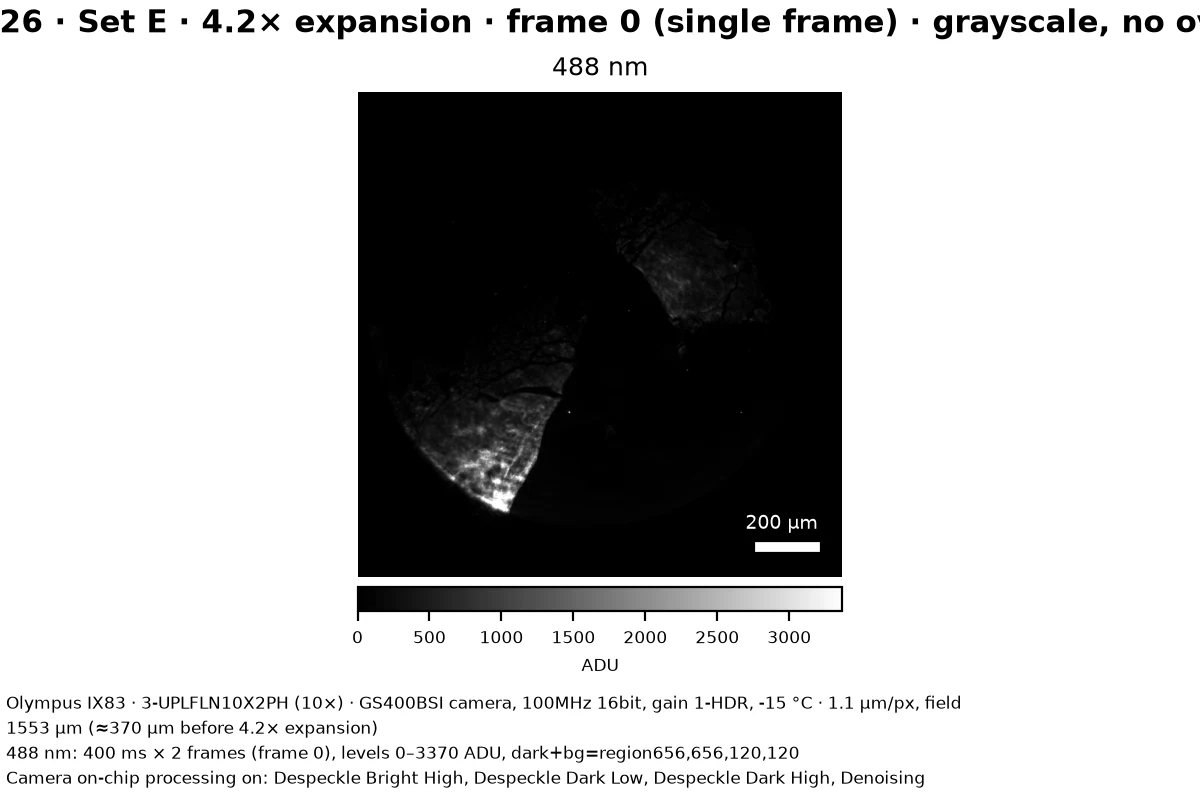 26 · Set E · 4.2× expansion · frame 0 (single frame) · grayscale, no
488 nm
200 µm
0 500 1000 1500 2000 2500 3000
ADU
Olympus IX83 · 3-UPLFLN10X2PH (10×) · GS400BSI camera, 100MHz 16bit, gain 1-HDR, -15 °C · 1.1 µm/px, field
1553 µm (≈370 µm before 4.2× expansion)
488 nm: 400 ms × 2 frames (frame 0), levels 0–3370 ADU, dark+bg=region656,656,120,120
Camera on-chip processing on: Despeckle Bright High, Despeckle Dark Low, Despeckle Dark High, Denoising